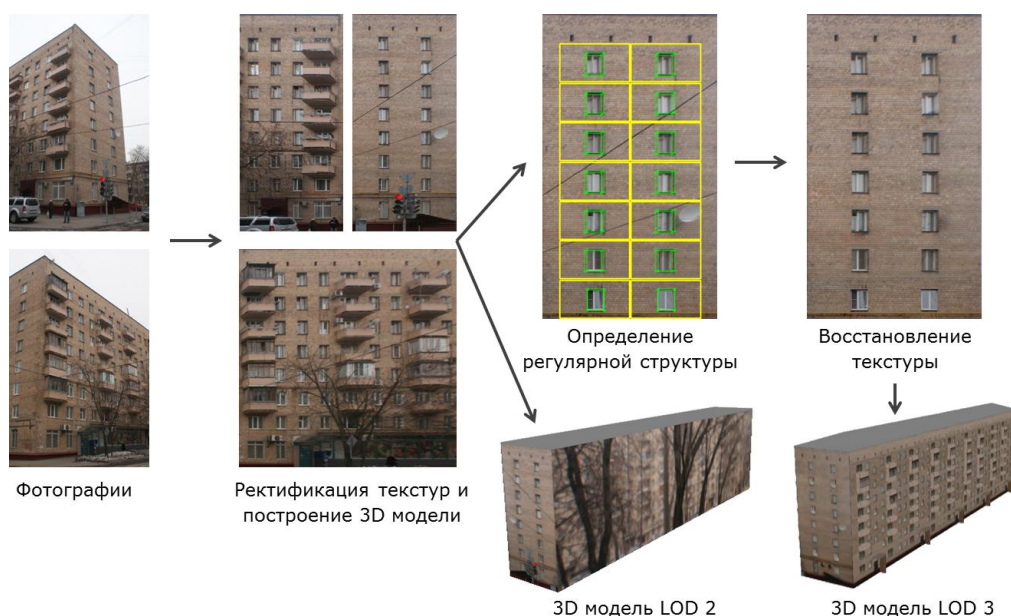 Фотографии
Ректификация текстур и
построение 3D модели
Определение
регулярной структуры
Восстановление
текстуры
3D модель LOD 2
3D модель LOD 3